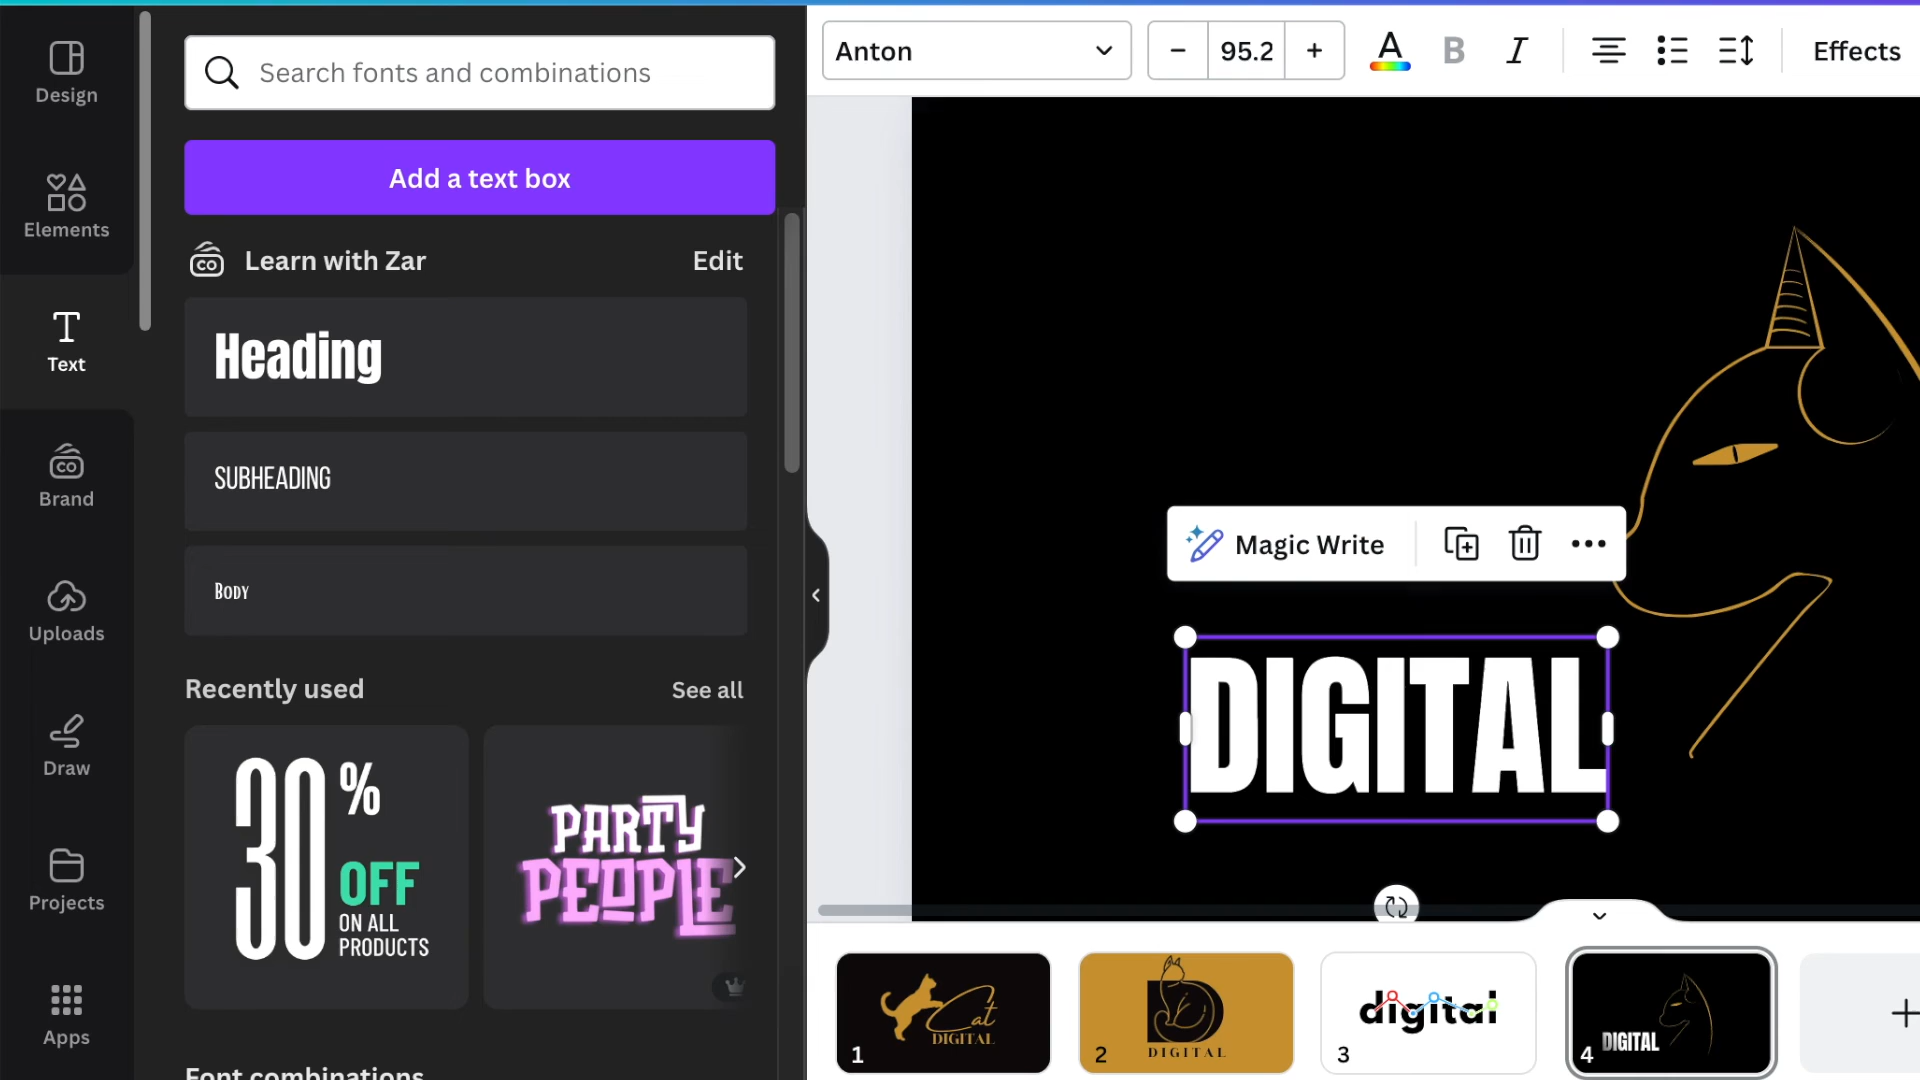 Design
Elements
Text
Brand
Uploads
Draw
Projects
Apps
Search fonts and combinations
Add a text box
CO
Learn with Zar
Edit
Heading
SUBHEADING
BODY
Recently used
See all
30%
OFF
ON ALL
PRODUCTS
PARTY
PEOPLE
Font combinations
Anton
95.2
A
B
I
Effects
Magic Write
DIGITAL
1
Cat
DIGITAL
2
D
DIGITAL
3
digital
4
DIGITAL